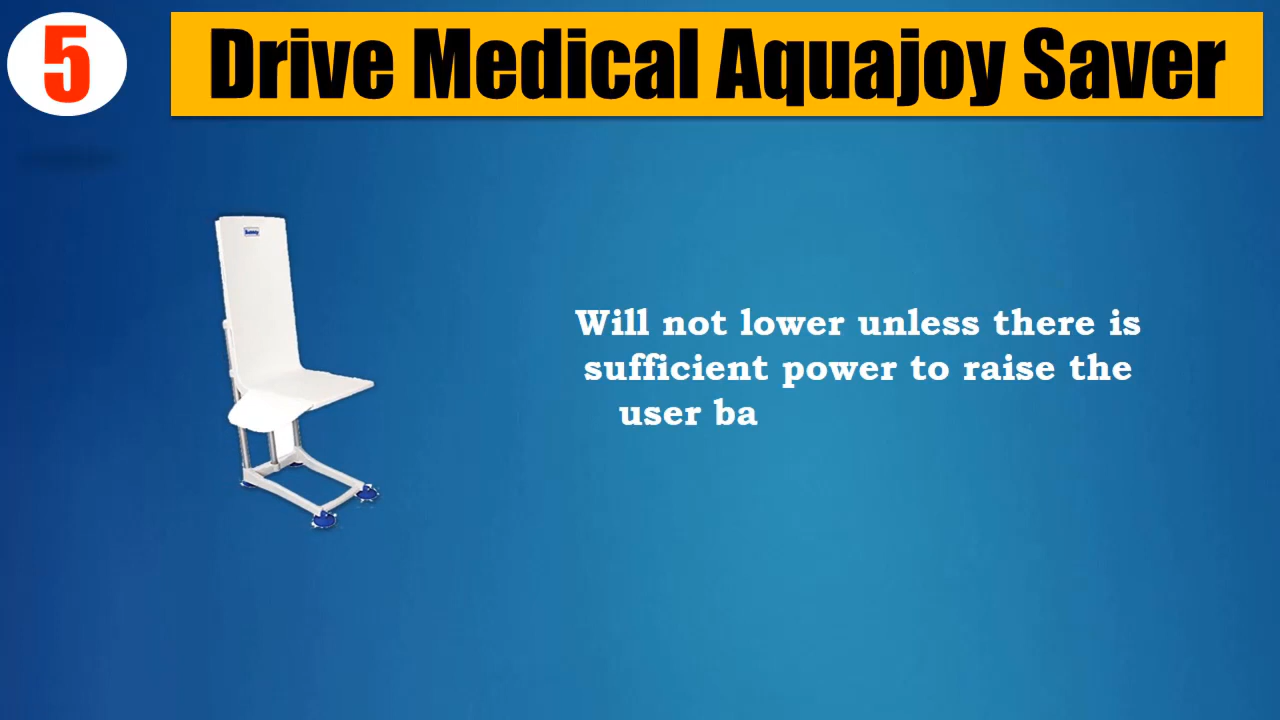 5
Drive Medical Aquajoy Saver
Will not lower unless there is
sufficient power to raise the
user ba